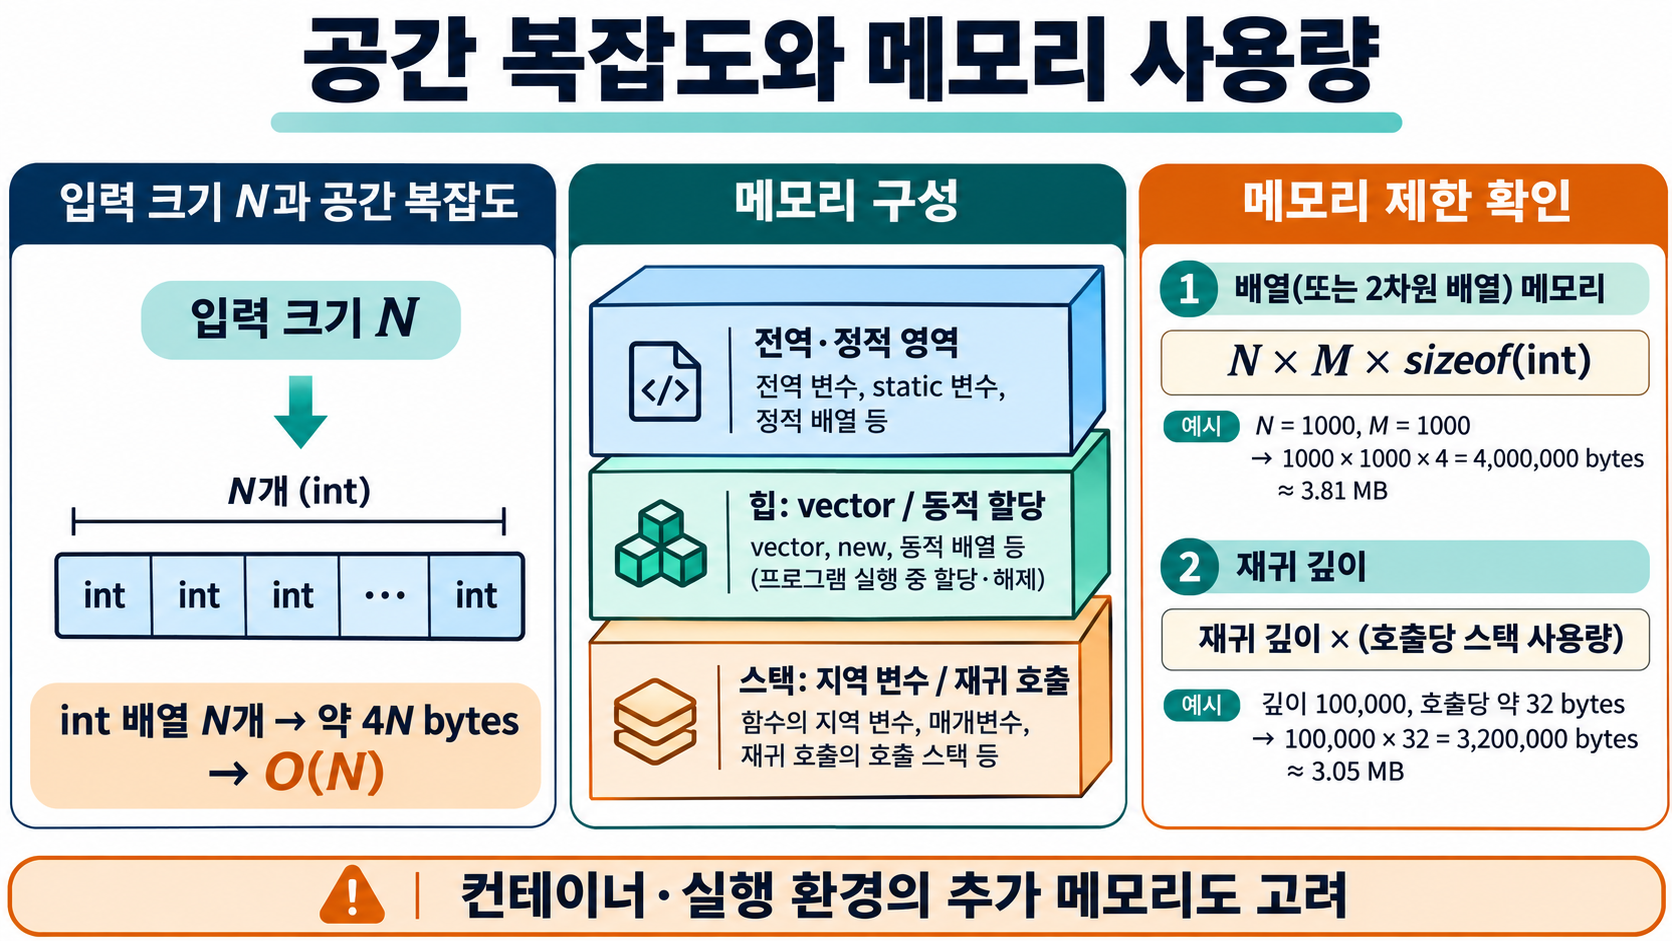 공간 복잡도와 메모리 사용량
입력 크기 N과 공간 복잡도
입력 크기 N
N개 (int)
int int int ··· int
int 배열 N개 → 약 4N bytes
→ O(N)
메모리 구성
</>
전역·정적 영역
전역 변수, static 변수,
정적 배열 등
힙: vector / 동적 할당
vector, new, 동적 배열 등
(프로그램 실행 중 할당·해제)
스택: 지역 변수 / 재귀 호출
함수의 지역 변수, 매개변수,
재귀 호출의 호출 스택 등
메모리 제한 확인
1 배열(또는 2차원 배열) 메모리
N × M × sizeof(int)
예시 N = 1000, M = 1000
→ 1000 × 1000 × 4 = 4,000,000 bytes
≈ 3.81 MB
2 재귀 깊이
재귀 깊이 × (호출당 스택 사용량)
예시 깊이 100,000, 호출당 약 32 bytes
→ 100,000 × 32 = 3,200,000 bytes
≈ 3.05 MB
! 컨테이너·실행 환경의 추가 메모리도 고려